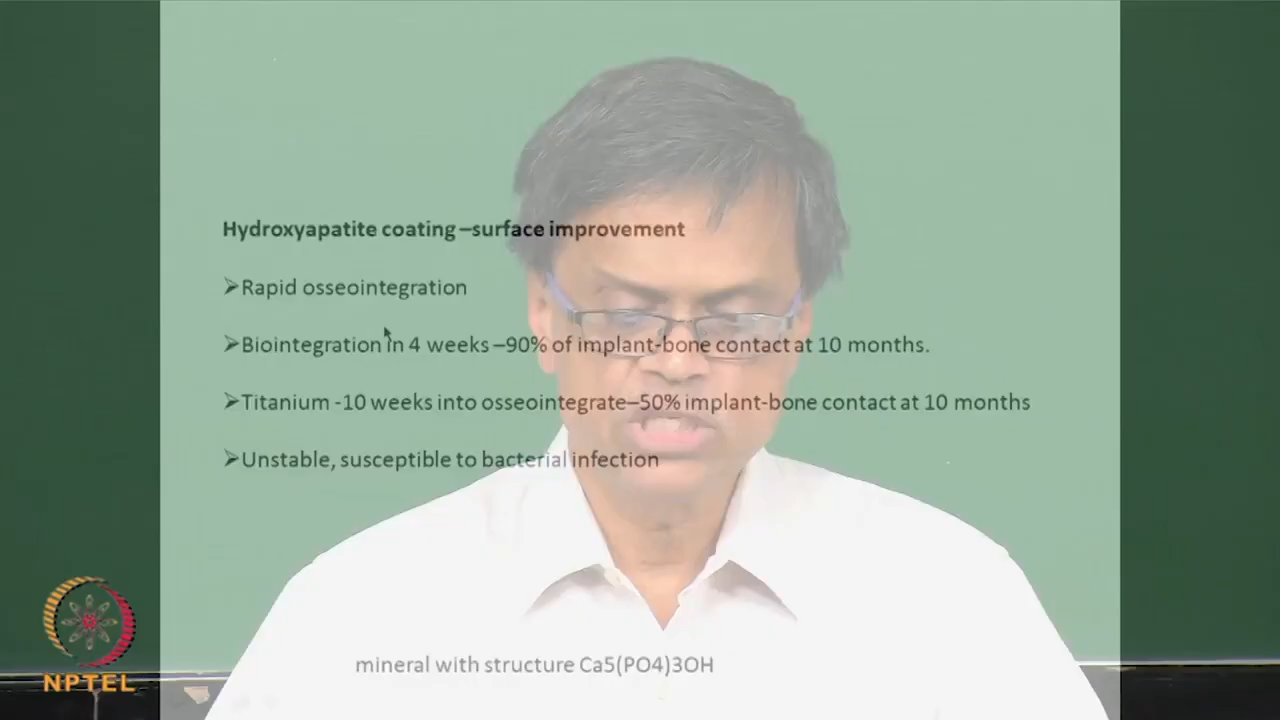 Hydroxyapatite coating –surface improvement
➢Rapid osseointegration
➢Biointegration in 4 weeks –90% of implant-bone contact at 10 months.
➢Titanium -10 weeks into osseointegrate–50% implant-bone contact at 10 months
➢Unstable, susceptible to bacterial infection
mineral with structure Ca5(PO4)3OH
NPTEL